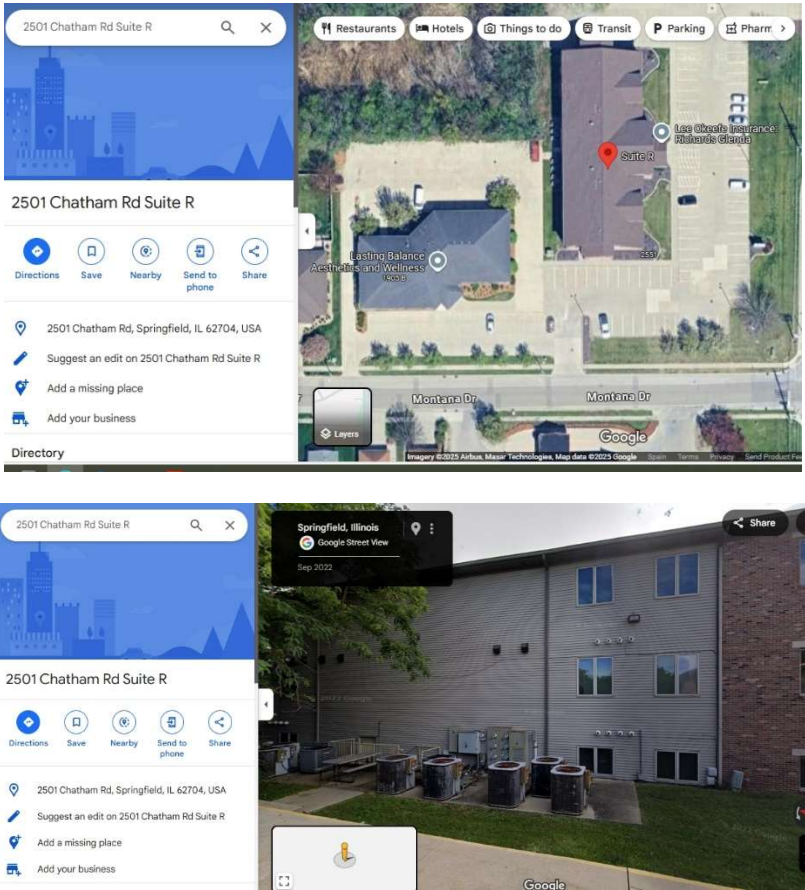 2501 Chatham Rd Suite R
Restaurants
Hotels
Things to do
Transit
P Parking
Pharm
2501 Chatham Rd Suite R
Directions
Save
Nearby
Send to
phone
Share
2501 Chatham Rd, Springfield, IL 62704, USA
Suggest an edit on 2501 Chatham Rd Suite R
Add a missing place
Add your business
Directory
Lee Okeefe Insurance:
Richards Glenda
Suite R
2551
Lasting Balance
Aesthetics and Wellness
1405 B
Montana Dr
Montana Dr
Layers
Google
Imagery ©2025 Airbus, Maxar Technologies, Map data ©2025 Google
Spain
Terms
Privacy
Send Product Fee
2501 Chatham Rd Suite R
Springfield, Illinois
Google Street View
Sep 2022
Share
2501 Chatham Rd Suite R
Directions
Save
Nearby
Send to
phone
Share
2501 Chatham Rd, Springfield, IL 62704, USA
Suggest an edit on 2501 Chatham Rd Suite R
Add a missing place
Add your business
Google